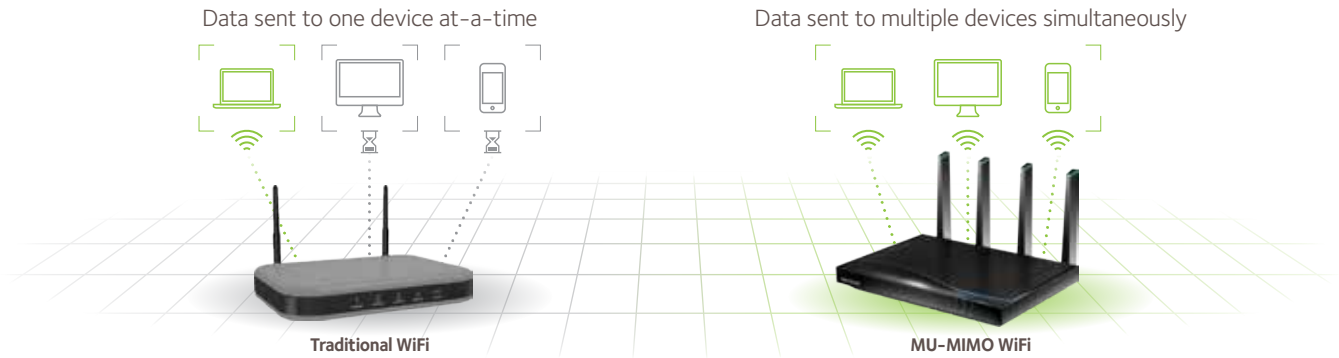 Data sent to one device at-a-time
Data sent to multiple devices simultaneously
Traditional WiFi
MU-MIMO WiFi